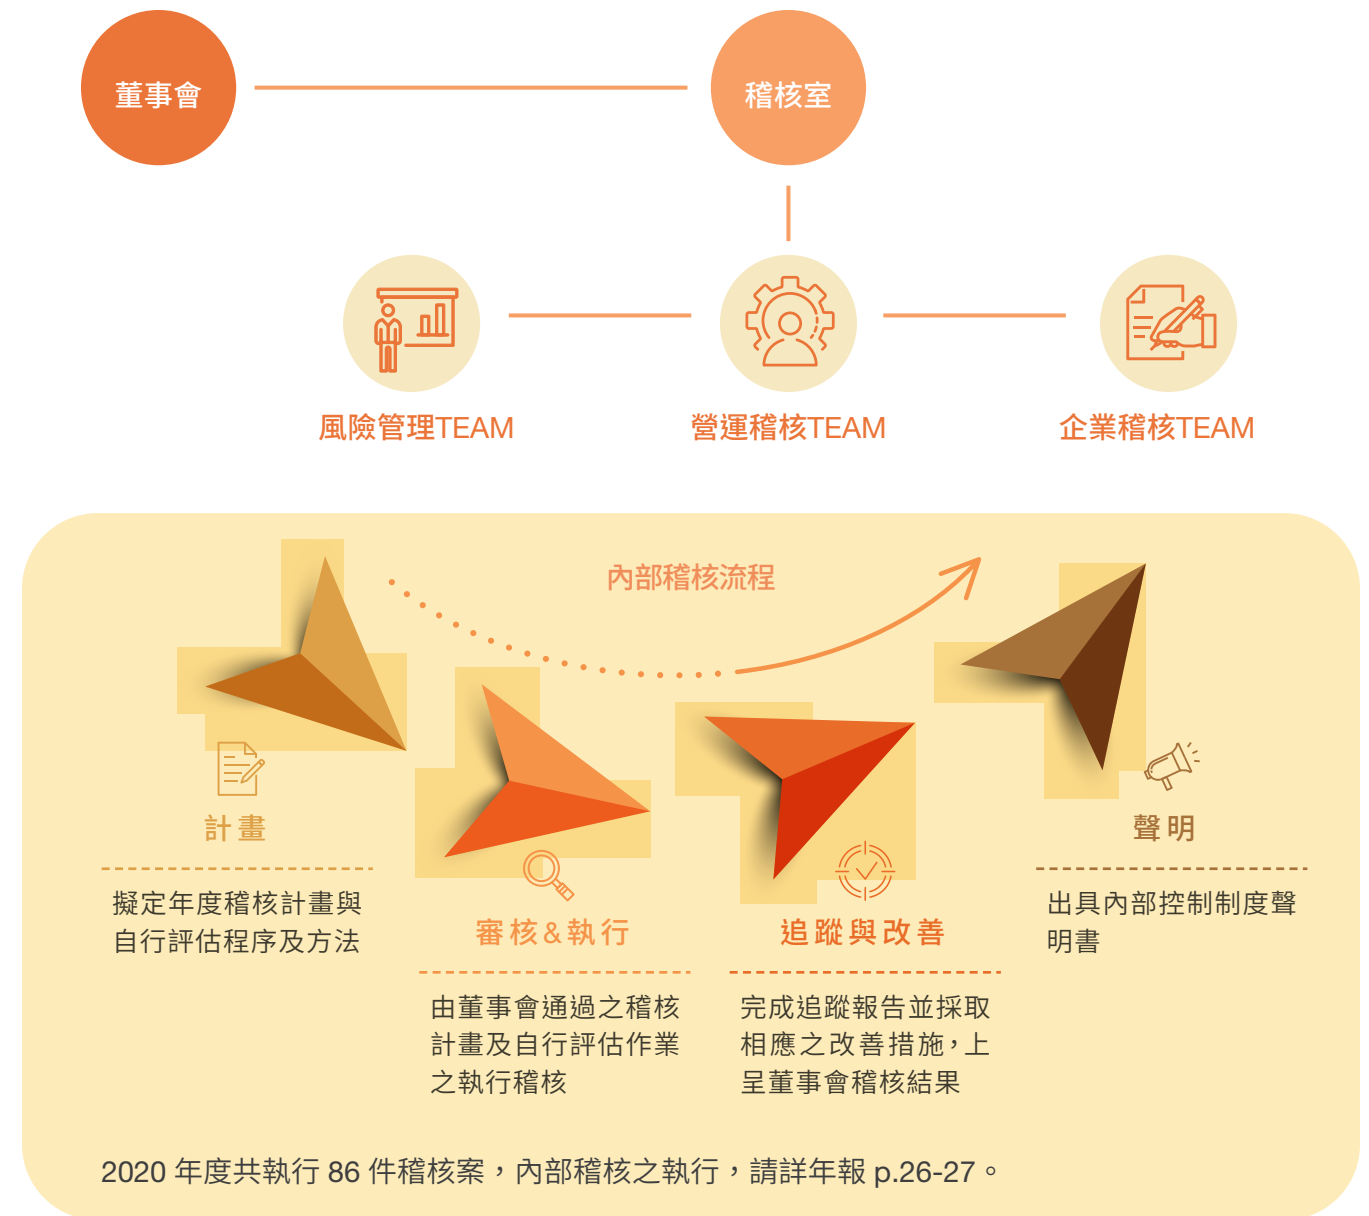 董事會
稽核室
風險管理TEAM
營運稽核TEAM
企業稽核TEAM
內部稽核流程
計畫
擬定年度稽核計畫與
自行評估程序及方法
審核&執行
由董事會通過之稽核
計畫及自行評估作業
之執行稽核
追蹤與改善
完成追蹤報告並採取
相應之改善措施，上
呈董事會稽核結果
聲明
出具內部控制制度聲
明書
2020 年度共執行 86 件稽核案，內部稽核之執行，請詳年報 p.26-27。